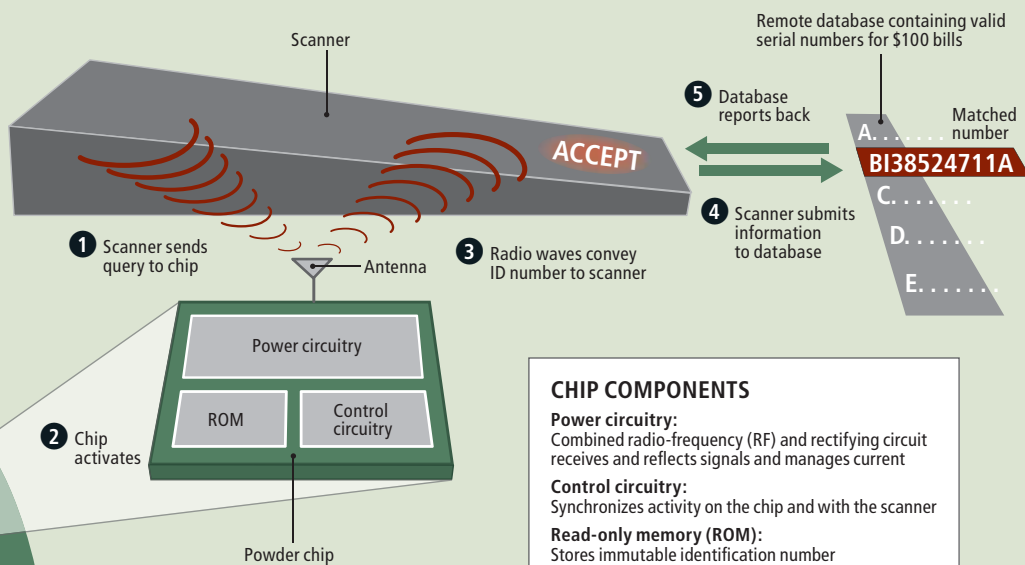 Scanner
Remote database containing valid
serial numbers for $100 bills
5 Database
reports back
A. . . . . . .
Matched
number
ACCEPT
BI38524711A
C. . . . . . .
D. . . . . . .
E. . . . . . .
4 Scanner submits
information
to database
1 Scanner sends
query to chip
Antenna
3 Radio waves convey
ID number to scanner
Power circuitry
ROM
Control
circuitry
2 Chip
activates
Powder chip
CHIP COMPONENTS
Power circuitry:
Combined radio-frequency (RF) and rectifying circuit
receives and reflects signals and manages current
Control circuitry:
Synchronizes activity on the chip and with the scanner
Read-only memory (ROM):
Stores immutable identification number